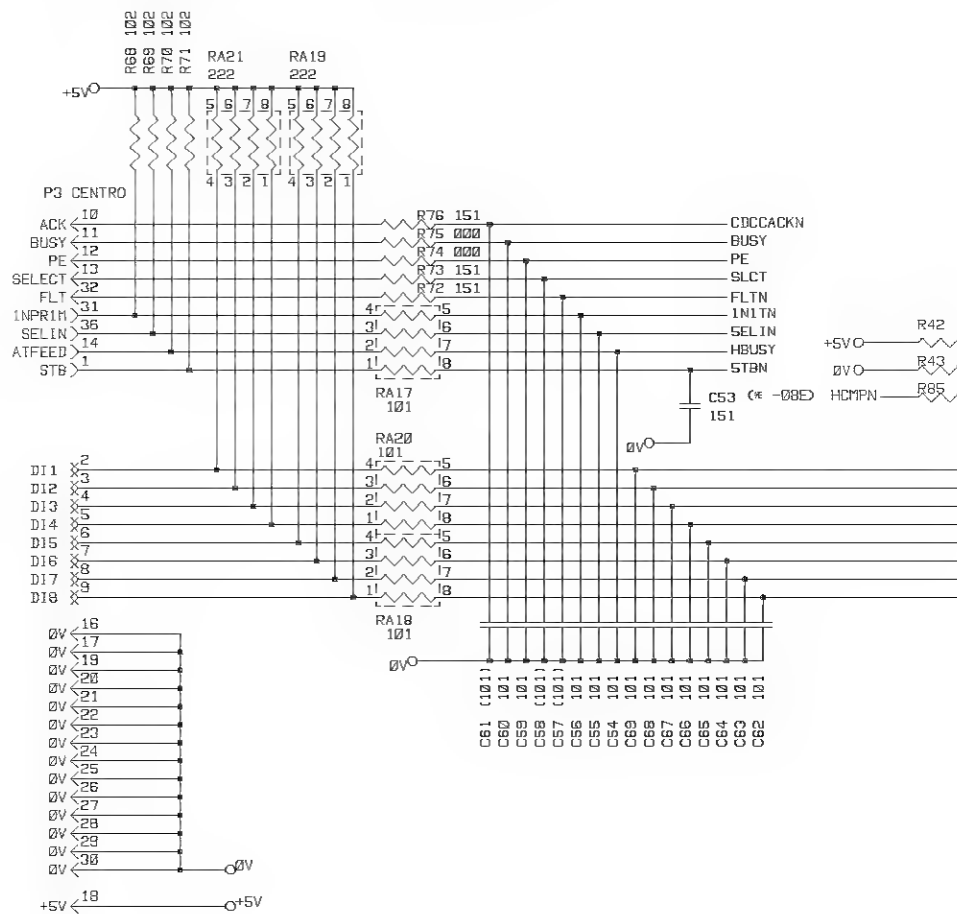 R68 102
R69 102
R70 102
R71 102
RA21
222
RA19
222
+5V
5 6 7 8
5 6 7 8
4 3 2 1
4 3 2 1
P3 CENTRO
ACK 10
BUSY 11
PE 12
SELECT 13
FLT 32
INPRIM 31
SELIN 36
ATFEED 14
STB 1
R76 151
R75 000
R74 000
R73 151
R72 151
4 5
3 6
2 7
1 8
RA17
101
CDCCACKN
BUSY
PE
SLCT
FLTN
INITN
SELIN
HBUSY
STBN
C53 (※ -08E)
151
0V
+5V R42
0V R43
HCMPN R85
RA20
101
DI1 2
DI2 3
DI3 4
DI4 5
DI5 6
DI6 7
DI7 8
DI8 9
4 5
3 6
2 7
1 8
4 5
3 6
2 7
1 8
RA18
101
0V
C61 (101)
C60 101
C59 101
C58 (101)
C57 (101)
C56 101
C55 101
C54 101
C69 101
C68 101
C67 101
C66 101
C65 101
C64 101
C63 101
C62 101
0V 16
0V 17
0V 19
0V 20
0V 21
0V 22
0V 23
0V 24
0V 25
0V 26
0V 27
0V 28
0V 29
0V 30 0V
+5V 18 +5V